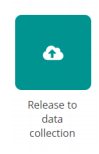 Release to
data
collection